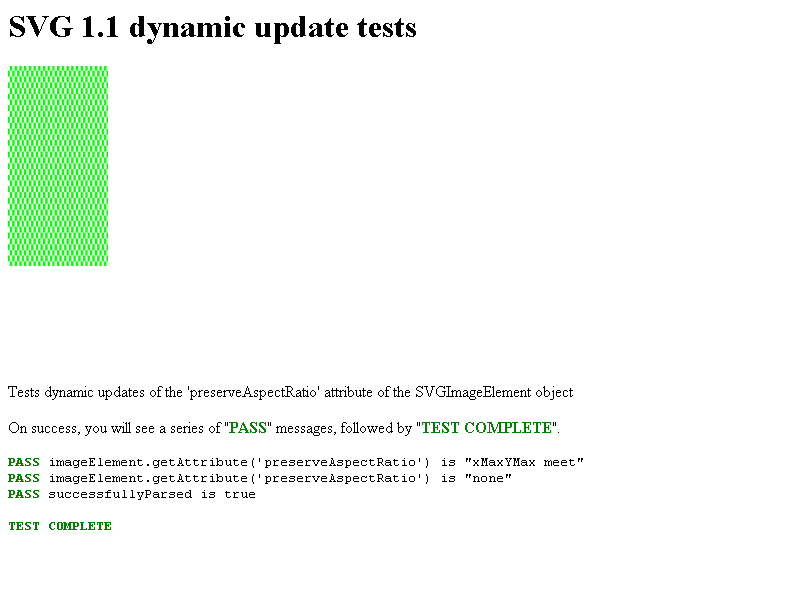 SVG 1.1 dynamic update tests
Tests dynamic updates of the 'preserveAspectRatio' attribute of the SVGImageElement object
On success, you will see a series of "PASS" messages, followed by "TEST COMPLETE".
PASS imageElement.getAttribute('preserveAspectRatio') is "xMaxYMax meet"
PASS imageElement.getAttribute('preserveAspectRatio') is "none"
PASS successfullyParsed is true
TEST COMPLETE